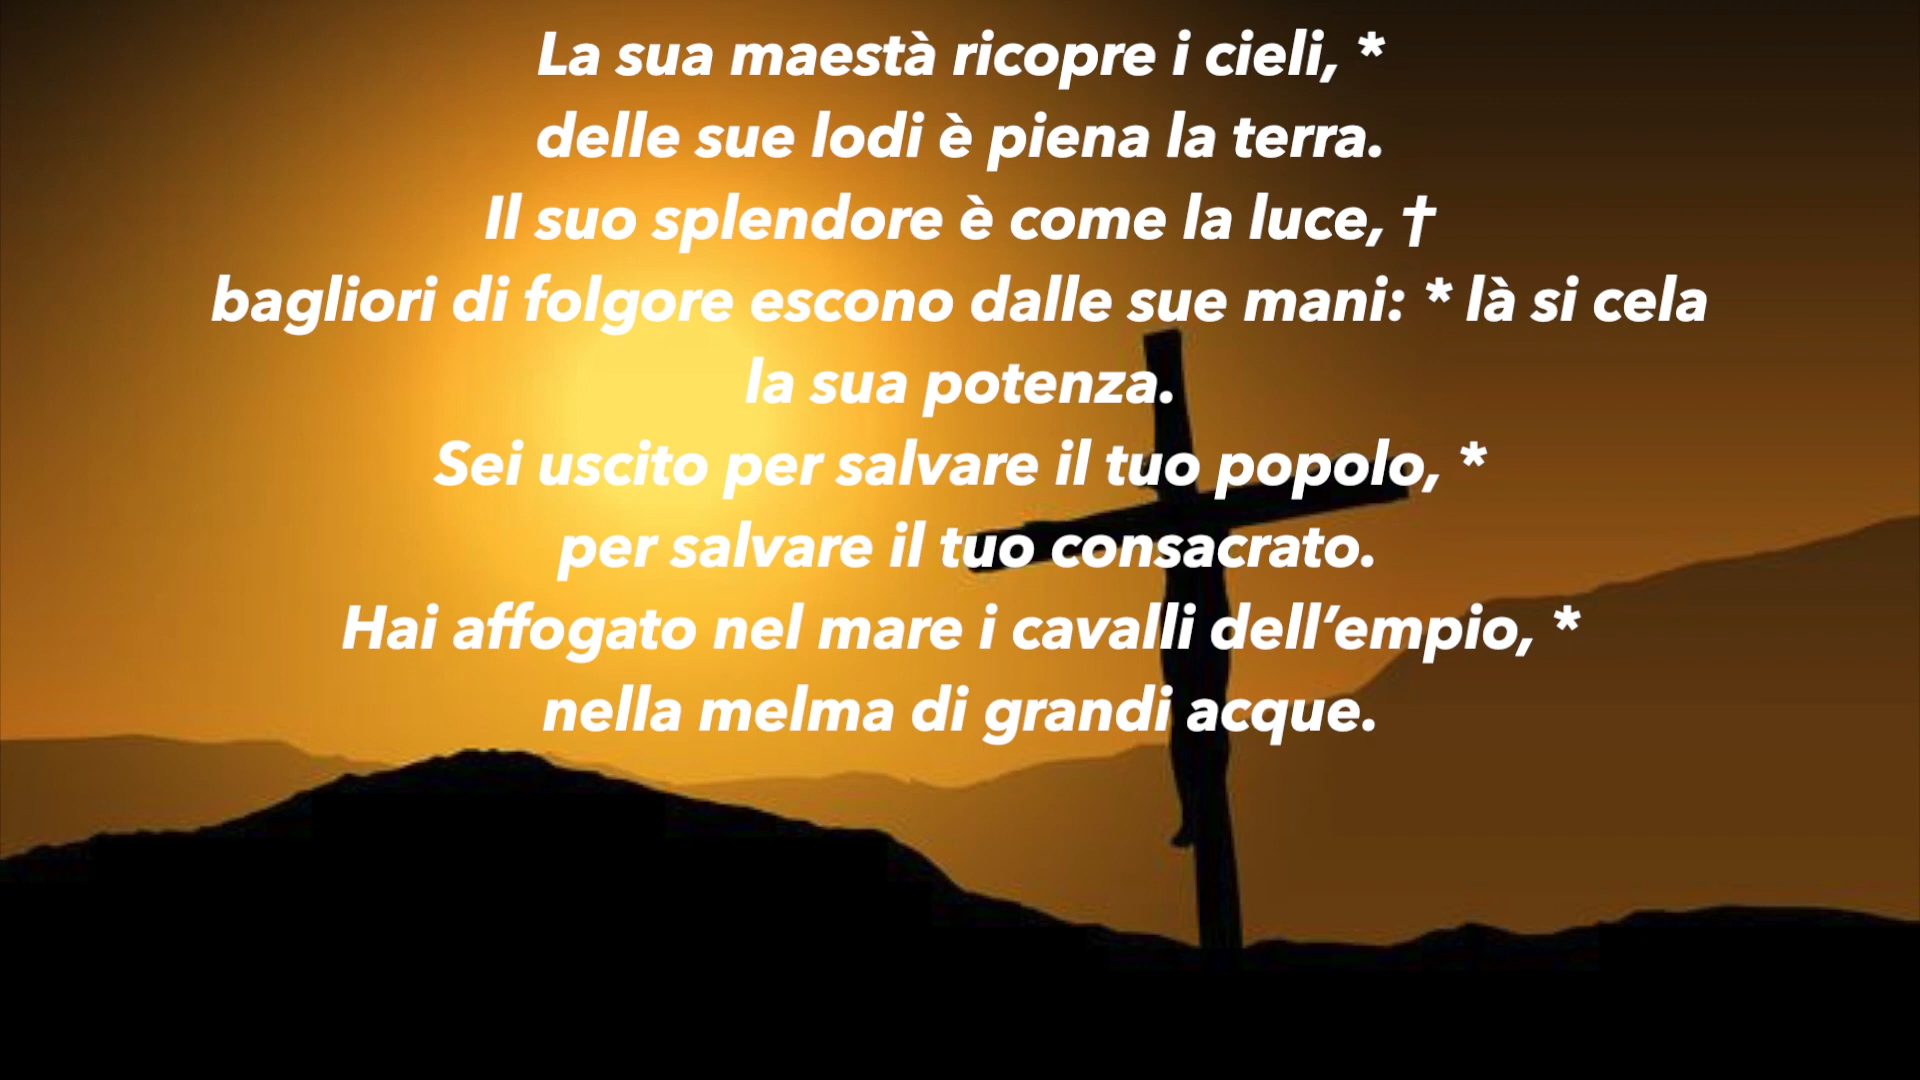 La sua maestà ricopre i cieli, *
delle sue lodi è piena la terra.
Il suo splendore è come la luce, †
bagliori di folgore escono dalle sue mani: * là si cela
la sua potenza.
Sei uscito per salvare il tuo popolo, *
per salvare il tuo consacrato.
Hai affogato nel mare i cavalli dell’empio, *
nella melma di grandi acque.